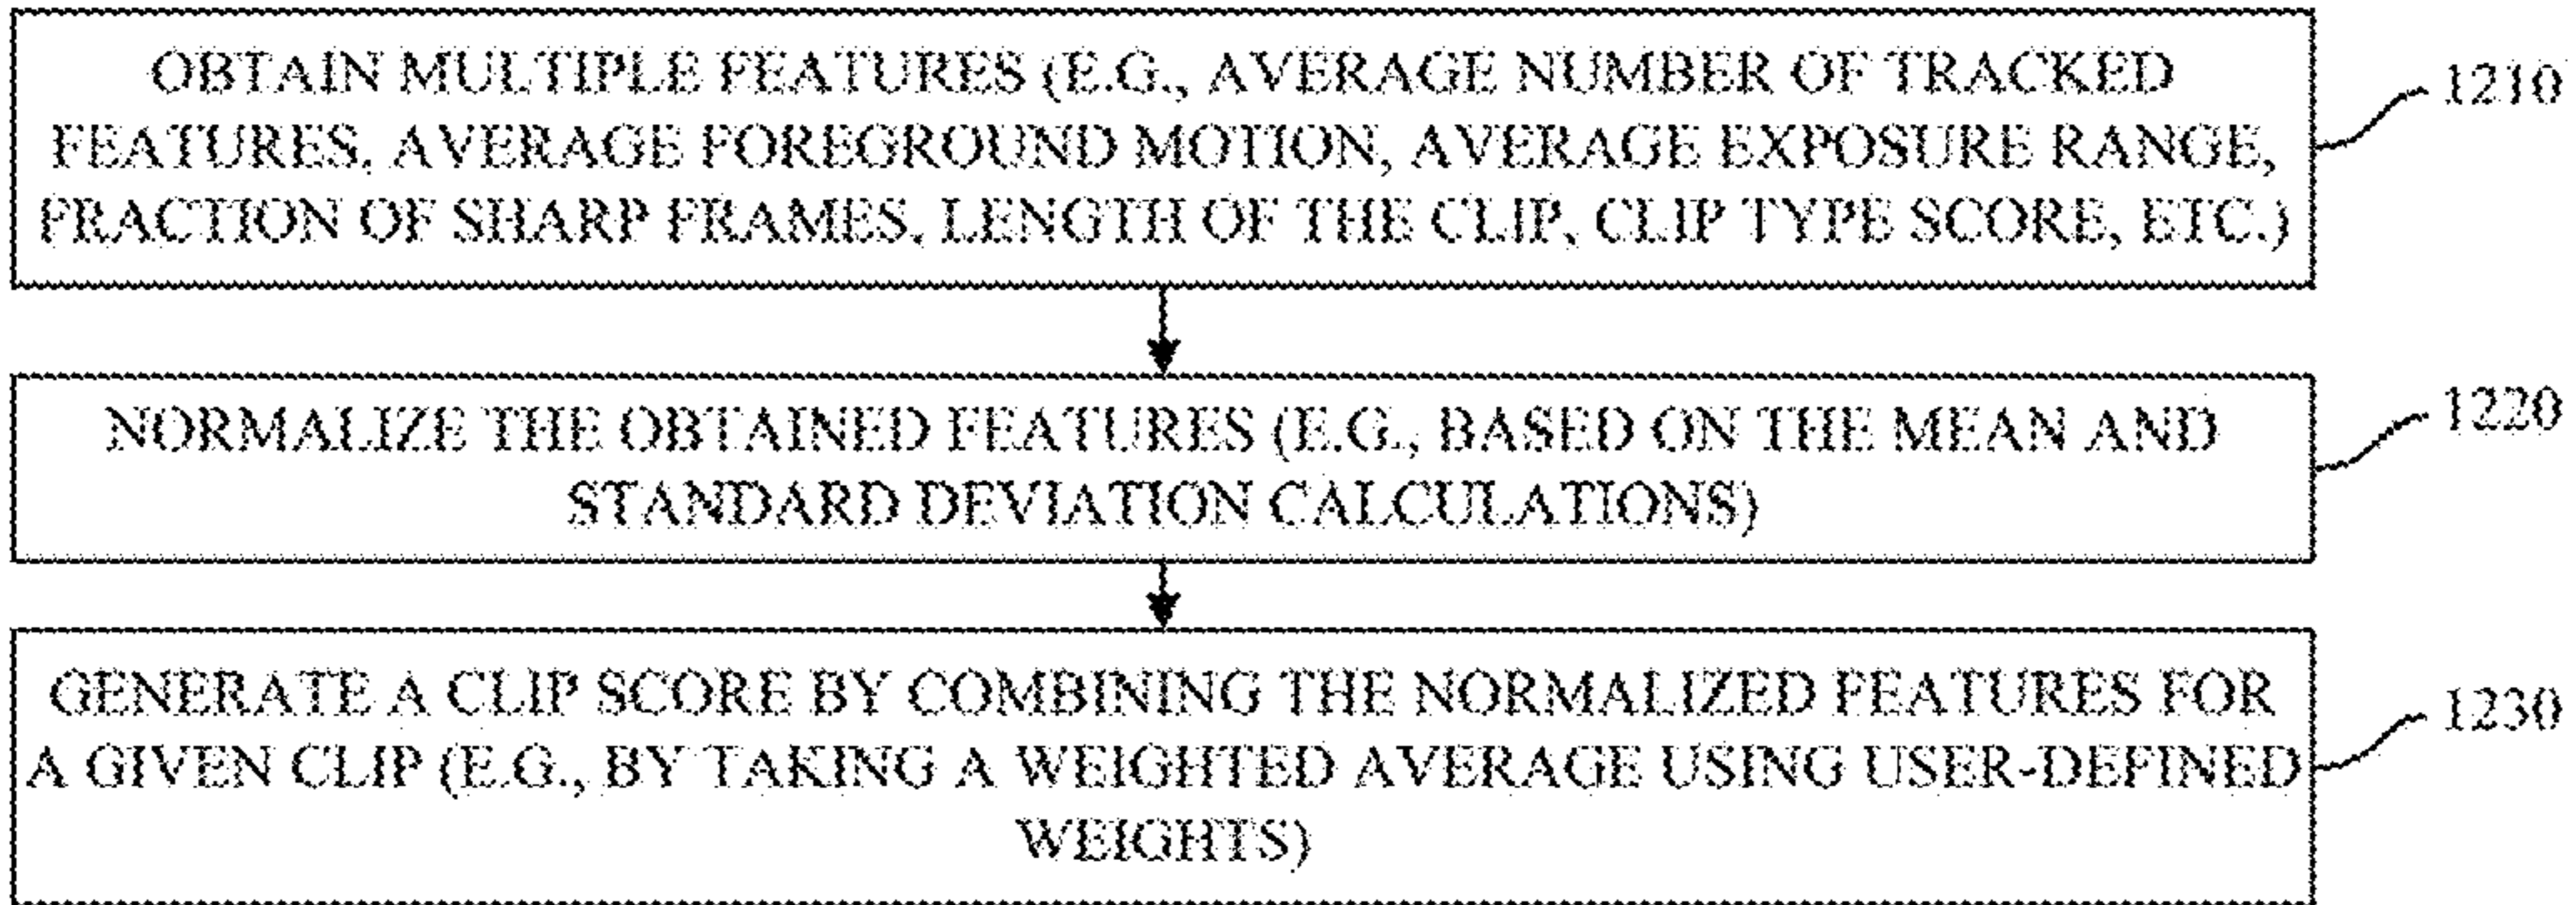 OBTAIN MULTIPLE FEATURES (E.G., AVERAGE NUMBER OF TRACKED
FEATURES, AVERAGE FOREGROUND MOTION, AVERAGE EXPOSURE RANGE,
FRACTION OF SHARP FRAMES, LENGTH OF THE CLIP, CLIP TYPE SCORE, ETC.)
1210
NORMALIZE THE OBTAINED FEATURES (E.G., BASED ON THE MEAN AND
STANDARD DEVIATION CALCULATIONS)
1220
GENERATE A CLIP SCORE BY COMBINING THE NORMALIZED FEATURES FOR
A GIVEN CLIP (E.G., BY TAKING A WEIGHTED AVERAGE USING USER-DEFINED
WEIGHTS)
1230